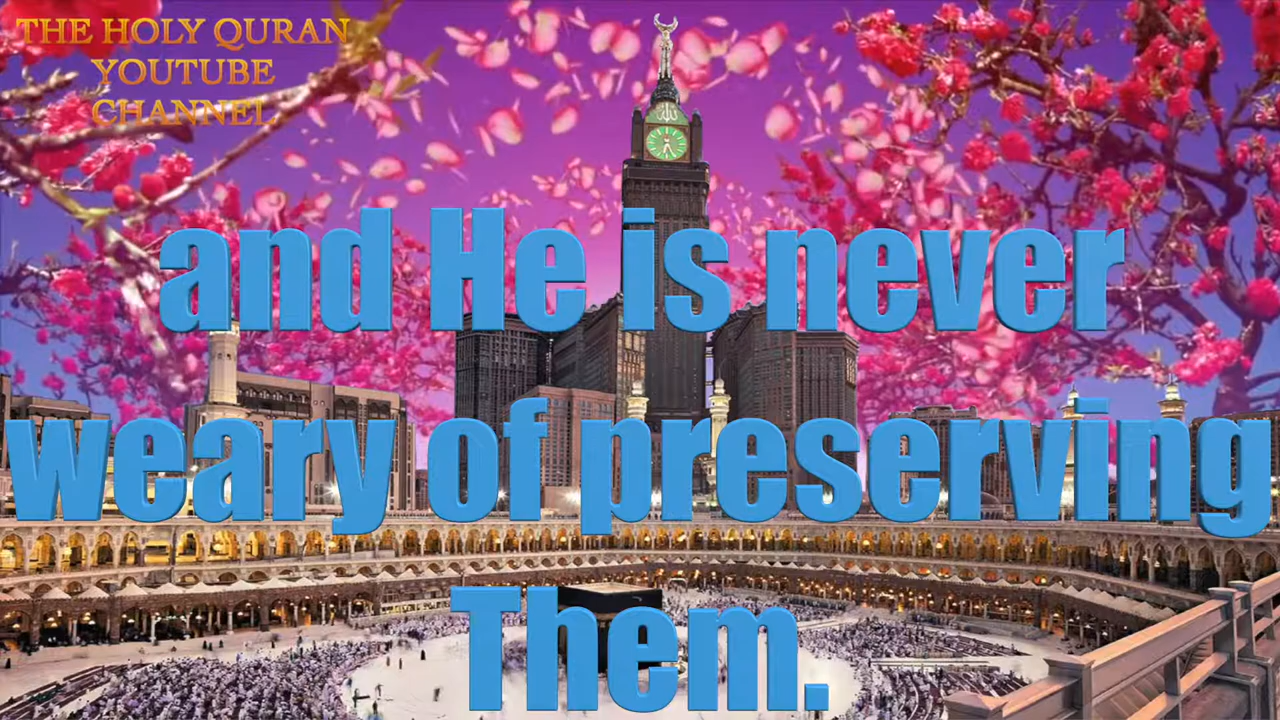 THE HOLY QURAN
YOUTUBE
CHANNEL
and He is never
weary of preserving
Them.